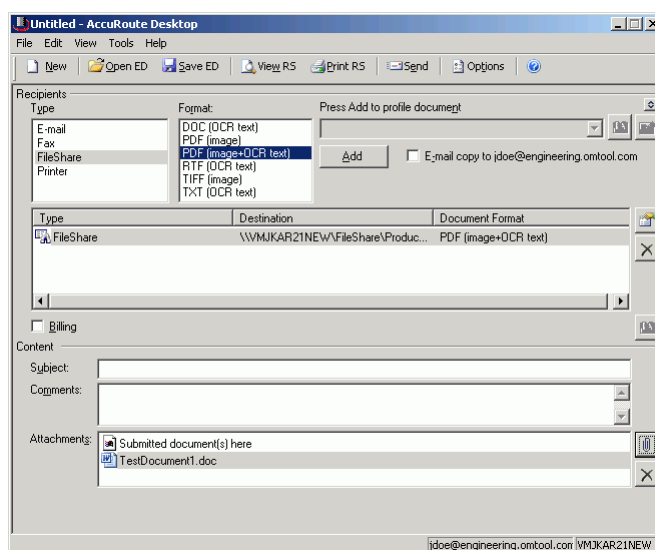 Untitled - AccuRoute Desktop
File Edit View Tools Help
New Open ED Save ED View RS Print RS Send Options
Recipients
Type Format: Press Add to profile document
E-mail
Fax
FileShare
Printer
DOC (OCR text)
PDF (image)
PDF (image+OCR text)
RTF (OCR text)
TIFF (image)
TXT (OCR text)
Add E-mail copy to jdoe@engineering.omtool.com
Type Destination Document Format
FileShare \\VMJKAR21NEW\FileShare\Produc... PDF (image+OCR text)
Billing
Content
Subject:
Comments:
Attachments: Submitted document(s) here
TestDocument1.doc
jdoe@engineering.omtool.com VMJKAR21NEW